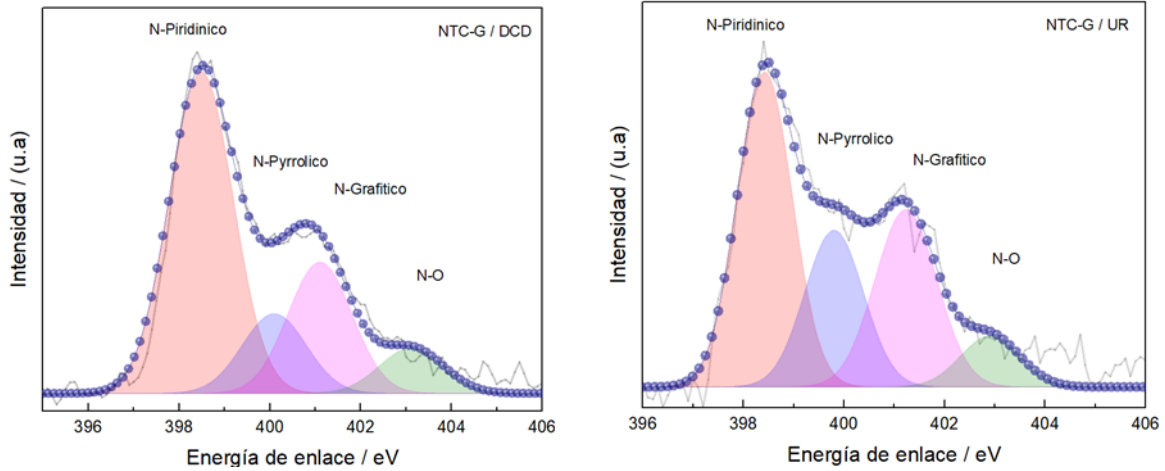 N-Piridinico
NTC-G / DCD
N-Pyrrolico
N-Grafitico
N-O
Intensidad / (u.a)
396 398 400 402 404 406
Energía de enlace / eV
N-Piridinico
NTC-G / UR
N-Pyrrolico
N-Grafitico
N-O
Intensidad / (u.a)
396 398 400 402 404 406
Energía de enlace / eV